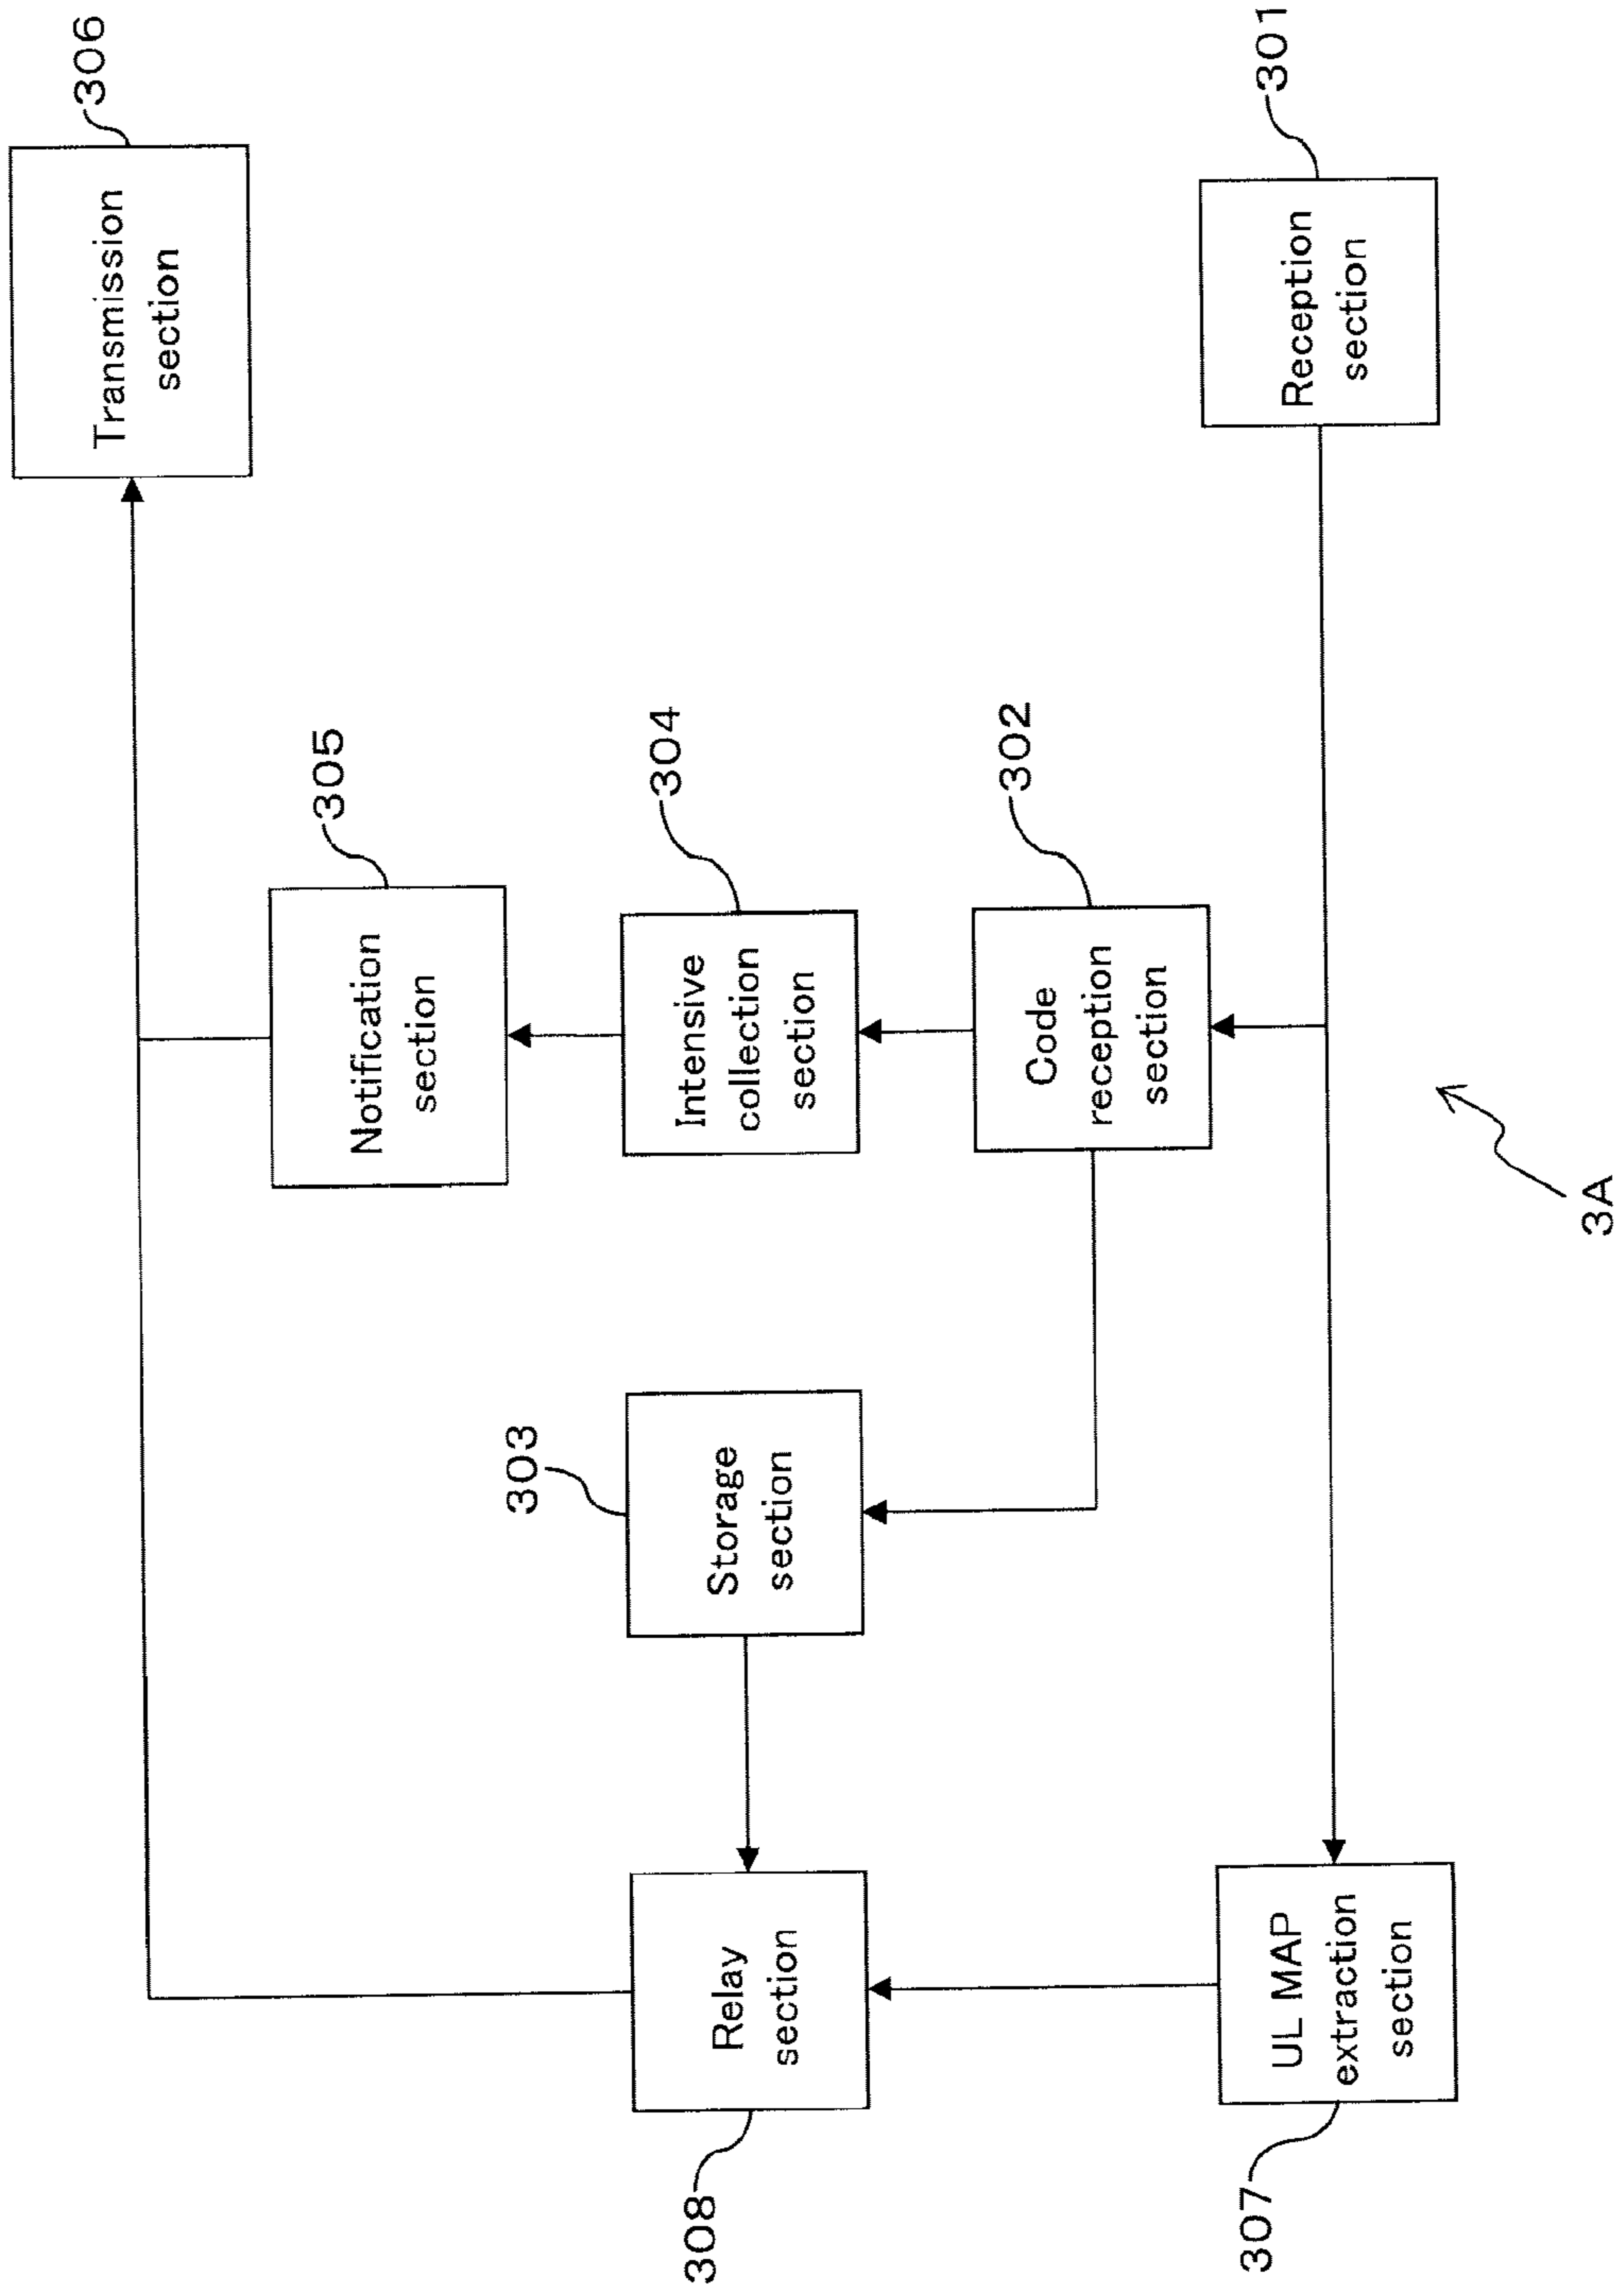 306
Transmission
section
301
Reception
section
305
Notification
section
304
Intensive
collection
section
302
Code
reception
section
303
Storage
section
308
Relay
section
307
UL MAP
extraction
section
3A